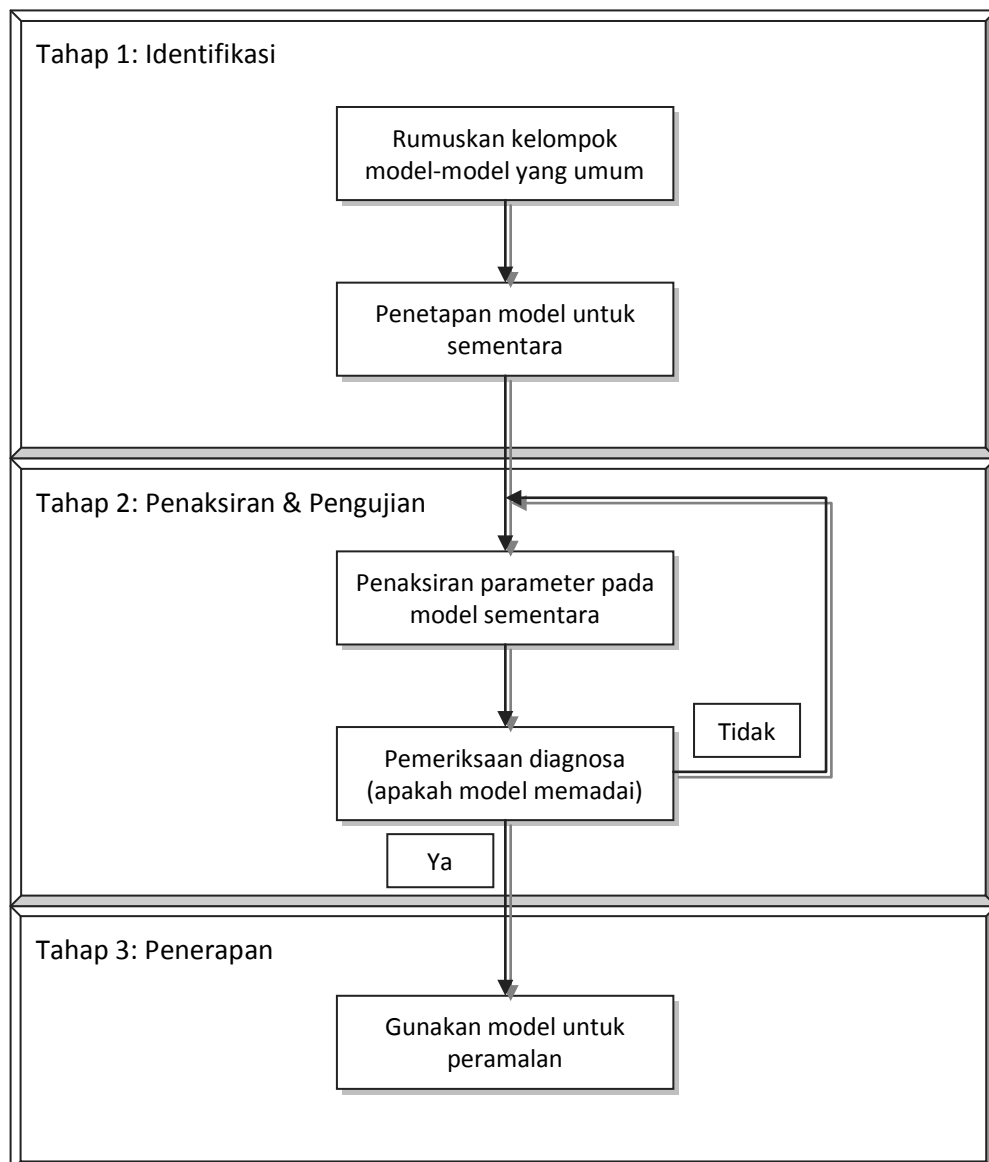 Tahap 1: Identifikasi
Rumuskan kelompok
model-model yang umum
Penetapan model untuk
sementara
Tahap 2: Penaksiran & Pengujian
Penaksiran parameter pada
model sementara
Tidak
Pemeriksaan diagnosa
(apakah model memadai)
Ya
Tahap 3: Penerapan
Gunakan model untuk
peramalan